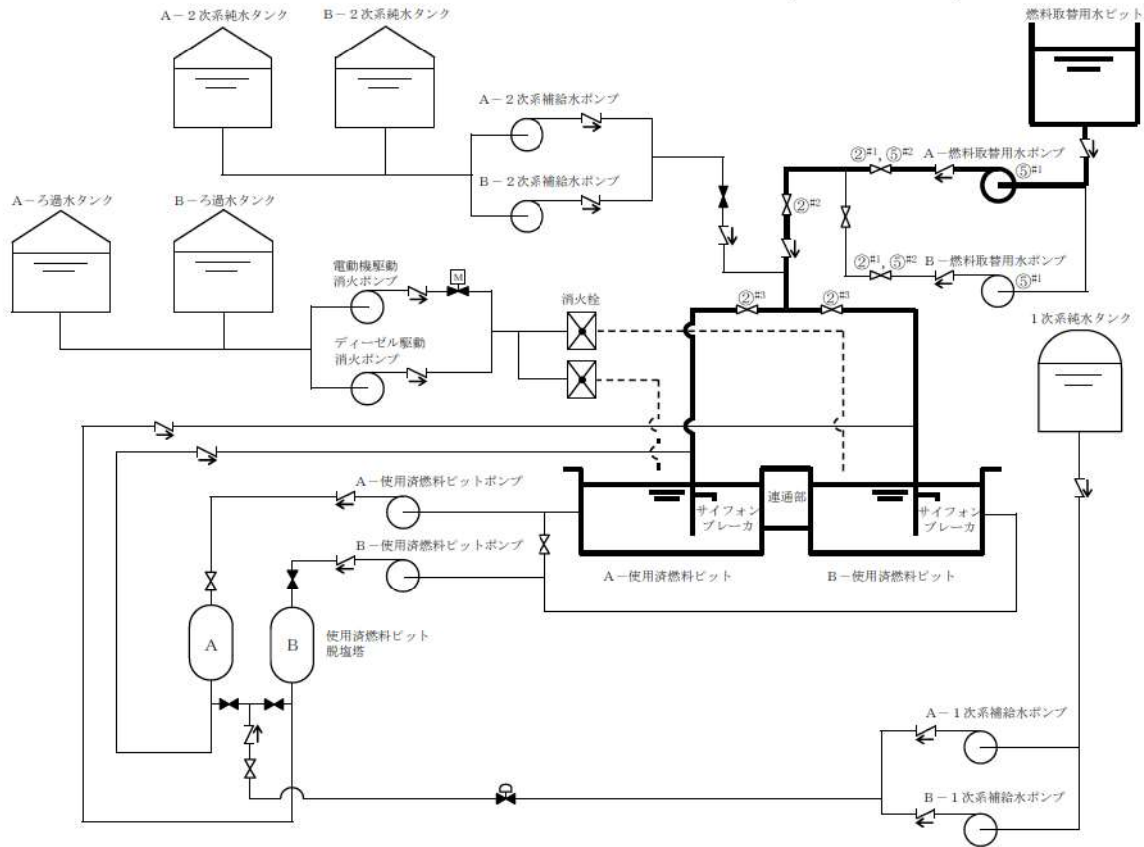 A-2次系純水タンク
B-2次系純水タンク
燃料取替用水ピット
A-2次系補給水ポンプ
②#1, ⑤#2
A-燃料取替用水ポンプ
⑤#1
A-ろ過水タンク
B-ろ過水タンク
B-2次系補給水ポンプ
②#2
②#1, ⑤#2
B-燃料取替用水ポンプ
⑤#1
電動機駆動
消火ポンプ
M
消火栓
②#3
②#3
1次系純水タンク
ディーゼル駆動
消火ポンプ
A-使用済燃料ピットポンプ
連通部
サイフォン
ブレーカ
サイフォン
ブレーカ
B-使用済燃料ピットポンプ
A-使用済燃料ピット
B-使用済燃料ピット
A
B
使用済燃料ピット
脱塩塔
A-1次系補給水ポンプ
B-1次系補給水ポンプ